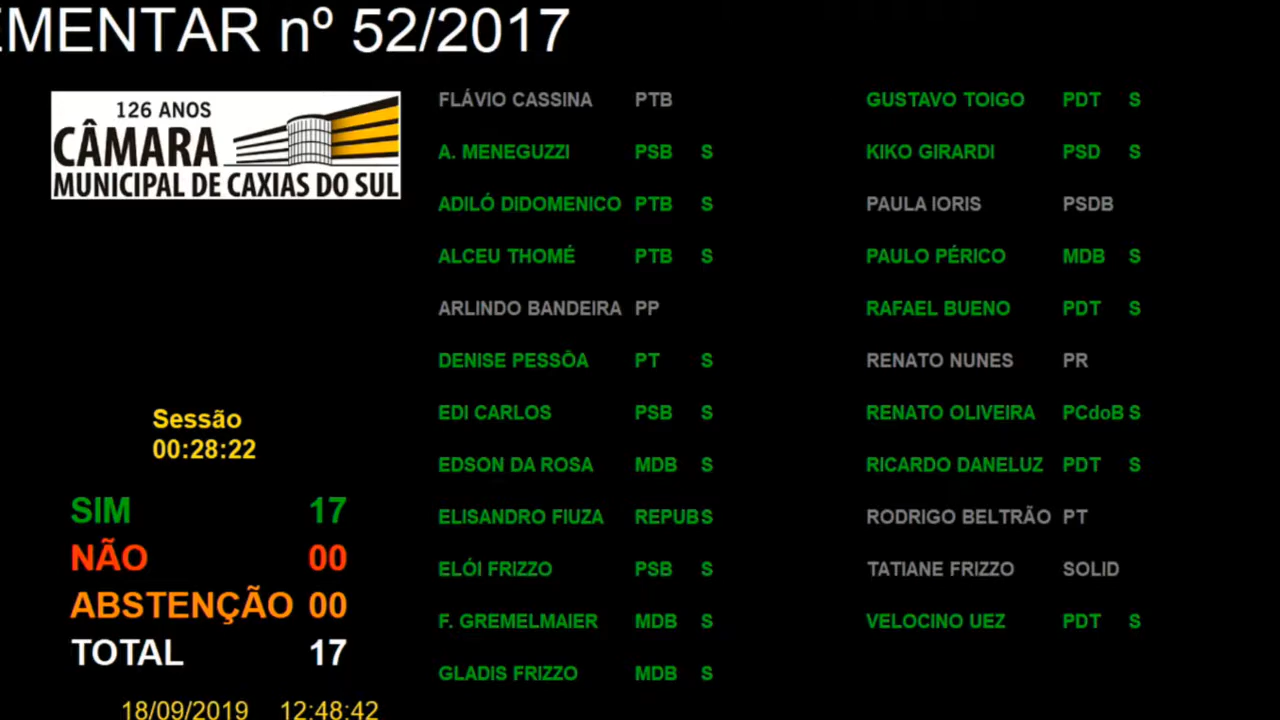 EMENTAR nº 52/2017
126 ANOS
CÂMARA
MUNICIPAL DE CAXIAS DO SUL
Sessão
00:28:22
SIM 17
NÃO 00
ABSTENÇÃO 00
TOTAL 17
18/09/2019 12:48:42
FLÁVIO CASSINA PTB
A. MENEGUZZI PSB S
ADILÓ DIDOMENICO PTB S
ALCEU THOMÉ PTB S
ARLINDO BANDEIRA PP
DENISE PESSÔA PT S
EDI CARLOS PSB S
EDSON DA ROSA MDB S
ELISANDRO FIUZA REPUB S
ELÓI FRIZZO PSB S
F. GREMELMAIER MDB S
GLADIS FRIZZO MDB S
GUSTAVO TOIGO PDT S
KIKO GIRARDI PSD S
PAULA IORIS PSDB
PAULO PÉRICO MDB S
RAFAEL BUENO PDT S
RENATO NUNES PR
RENATO OLIVEIRA PCdoB S
RICARDO DANELUZ PDT S
RODRIGO BELTRÃO PT
TATIANE FRIZZO SOLID
VELOCINO UEZ PDT S